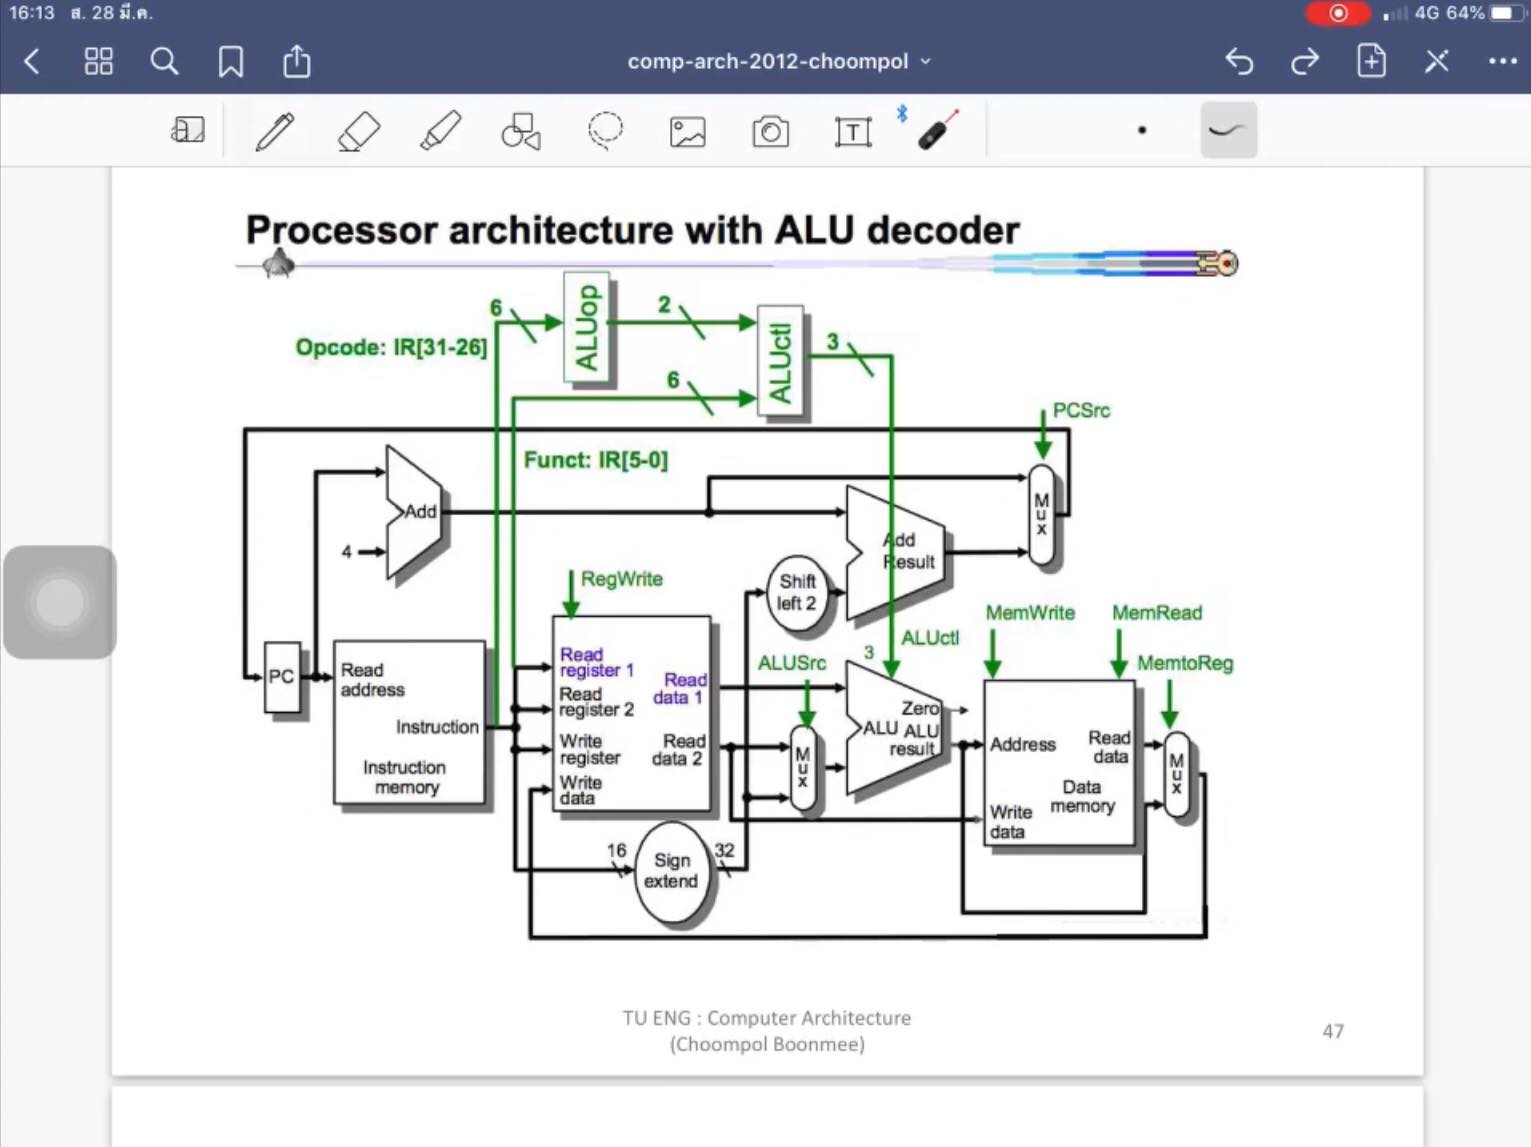 16:13 ส. 28 มี.ค.
4G 64%
comp-arch-2012-choompol
T
Processor architecture with ALU decoder
6
ALUop
2
ALUctl
3
Opcode: IR[31-26]
6
PCSrc
Funct: IR[5-0]
Add
4
Mux
Add
Result
Shift
left 2
RegWrite
MemWrite
MemRead
ALUctl
3
ALUSrc
MemtoReg
PC
Read
address
Instruction
Instruction
memory
Read
register 1
Read
register 2
Write
register
Write
data
Read
data 1
Read
data 2
Mux
Zero
ALU ALU
result
Address
Read
data
Data
memory
Write
data
Mux
16
Sign
extend
32
TU ENG : Computer Architecture
(Choompol Boonmee)
47